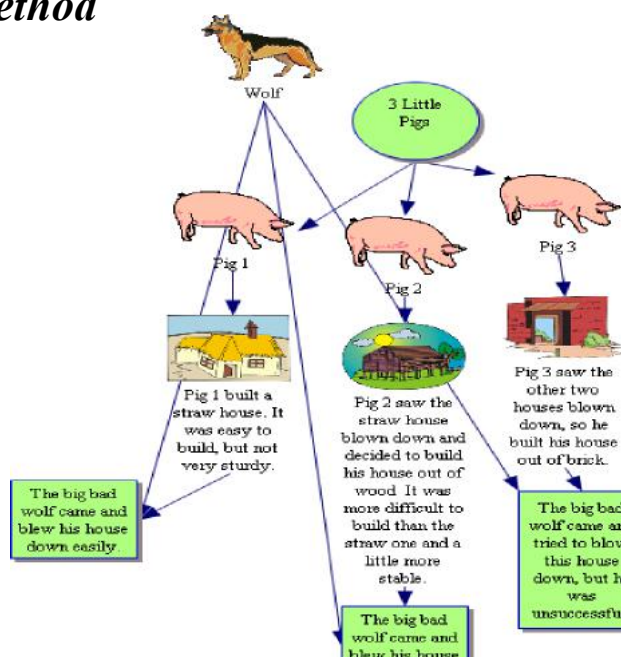 Wolf
3 Little
Pigs
Pig 1
Pig 2
Pig 3
Pig 1 built a
straw house. It
was easy to
build, but not
very sturdy.
Pig 2 saw the
straw house
blown down and
decided to build
his house out of
wood. It was
more difficult to
build than the
straw one and a
little more
stable.
Pig 3 saw the
other two
houses blown
down, so he
built his house
out of brick.
The big bad
wolf came and
blew his house
down easily.
The big bad
wolf came and
blew his house
The big bad
wolf came
tried to blow
this house
down, but
was